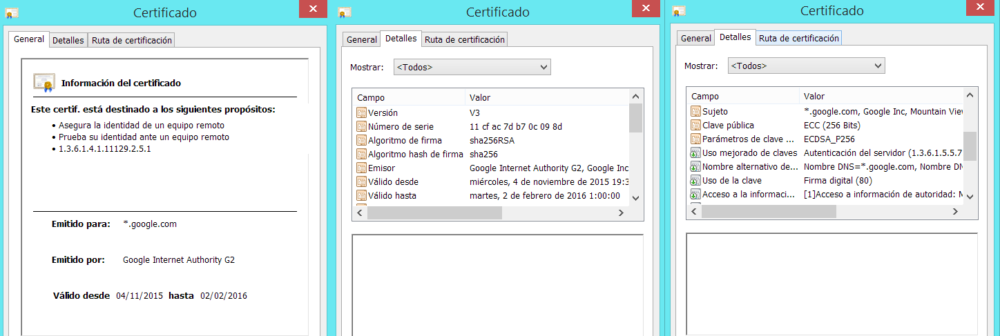 Certificado
General Detalles Ruta de certificación
Información del certificado
Este certif. está destinado a los siguientes propósitos:
• Asegura la identidad de un equipo remoto
• Prueba su identidad ante un equipo remoto
• 1.3.6.1.4.1.11129.2.5.1
Emitido para: *.google.com
Emitido por: Google Internet Authority G2
Válido desde 04/11/2015 hasta 02/02/2016
Certificado
General Detalles Ruta de certificación
Mostrar: <Todos>
Campo Valor
Versión V3
Número de serie 11 cf ac 7d b7 0c 09 8d
Algoritmo de firma sha256RSA
Algoritmo hash de firma sha256
Emisor Google Internet Authority G2, Google Inc
Válido desde miércoles, 4 de noviembre de 2015 19:3
Válido hasta martes, 2 de febrero de 2016 1:00:00
Certificado
General Detalles Ruta de certificación
Mostrar: <Todos>
Campo Valor
Sujeto *.google.com, Google Inc, Mountain Viev
Clave pública ECC (256 Bits)
Parámetros de clave ... ECDSA_P256
Uso mejorado de claves Autenticación del servidor (1.3.6.1.5.5.7
Nombre alternativo de... Nombre DNS=*.google.com, Nombre DN
Uso de la clave Firma digital (80)
Acceso a la informaci... [1]Acceso a información de autoridad: M